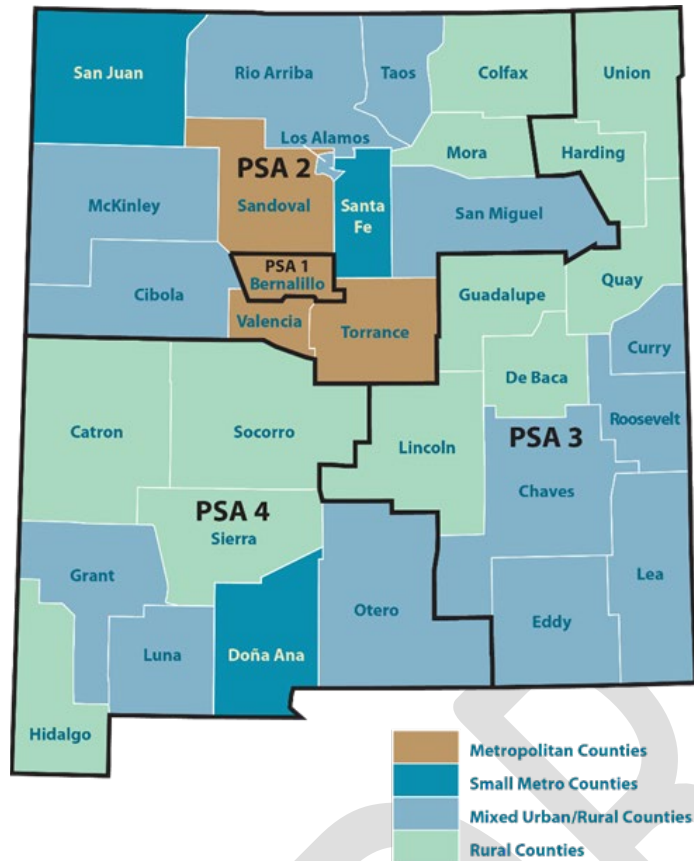 San Juan
Rio Arriba
Taos
Colfax
Union
Los Alamos
Mora
Harding
PSA 2
McKinley
Sandoval
Santa
Fe
San Miguel
PSA 1
Bernalillo
Quay
Cibola
Guadalupe
Valencia
Torrance
Curry
De Baca
Roosevelt
Catron
Socorro
Lincoln
PSA 3
Chaves
PSA 4
Sierra
Grant
Lea
Otero
Eddy
Luna
Doña Ana
Hidalgo
Metropolitan Counties
Small Metro Counties
Mixed Urban/Rural Counties
Rural Counties